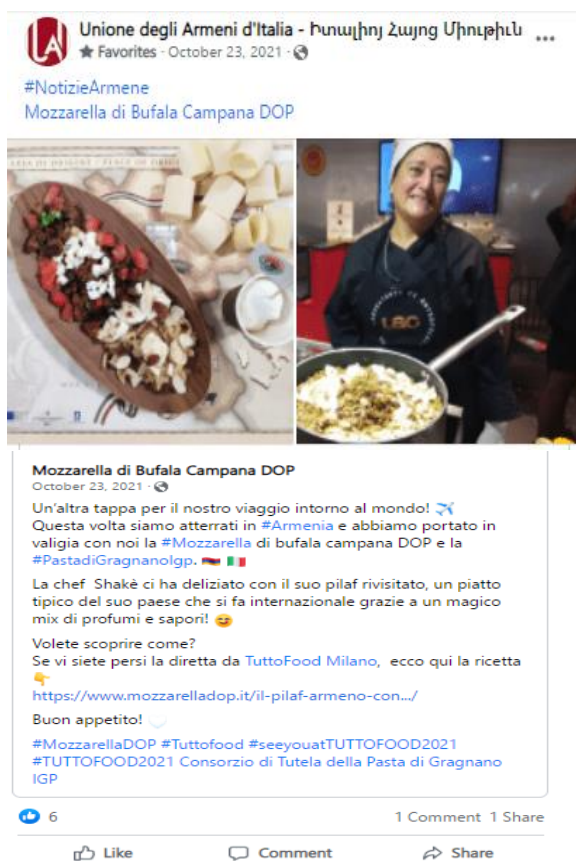 Unione degli Armeni d'Italia - Իտալիոյ Հայոց Միութիւն
Favorites · October 23, 2021 ·
#NotizieArmene
Mozzarella di Bufala Campana DOP
Mozzarella di Bufala Campana DOP
October 23, 2021 ·
Un'altra tappa per il nostro viaggio intorno al mondo! ✈️
Questa volta siamo atterrati in #Armenia e abbiamo portato in
valigia con noi la #Mozzarella di bufala campana DOP e la
#PastadiGragnanoIgp. 🇦🇲 🇮🇹
La chef Shakè ci ha deliziato con il suo pilaf rivisitato, un piatto
tipico del suo paese che si fa internazionale grazie a un magico
mix di profumi e sapori! 😋
Volete scoprire come?
Se vi siete persi la diretta da TuttoFood Milano, ecco qui la ricetta
👇
https://www.mozzarelladop.it/il-pilaf-armeno-con.../
Buon appetito!
#MozzarellaDOP #Tuttofood #seeyouatTUTTOFOOD2021
#TUTTOFOOD2021 Consorzio di Tutela della Pasta di Gragnano
IGP
6
1 Comment 1 Share
Like Comment Share